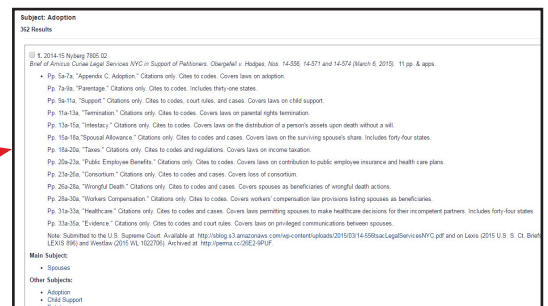 Subject: Adoption
362 Results
1. 2014-15 Nyberg 7805.02
Brief of Amicus Curiae Legal Services NYC in Support of Petitioners. Obergefell v. Hodges, Nos. 14-556, 14-571 and 14-574 (March 6, 2015). 11 pp. & apps.
• Pp. 5a-7a, "Appendix C, Adoption." Citations only. Cites to codes. Covers laws on adoption.
Pp. 7a-9a, "Parentage." Citations only. Cites to codes. Includes thirty-one states.
Pp. 9a-11a, "Support." Citations only. Cites to codes, court rules, and cases. Covers laws on child support.
Pp. 11a-13a, "Termination." Citations only. Cites to codes. Covers laws on parental rights termination.
Pp. 13a-15a, "Intestacy." Citations only. Cites to codes. Covers laws on the distribution of a person's assets upon death without a will.
Pp. 15a-18a,"Spousal Allowance." Citations only. Cites to codes and cases. Covers laws on the surviving spouse's share. Includes forty-four states.
Pp. 18a-20a, "Taxes." Citations only. Cites to codes and regulations. Covers laws on income taxation.
Pp. 20a-23a, "Public Employee Benefits." Citations only. Cites to codes. Covers laws on contribution to public employee insurance and health care plans.
Pp. 23a-26a, "Consortium." Citations only. Cites to codes and cases. Covers loss of consortium.
Pp. 26a-28a, "Wrongful Death." Citations only. Cites to codes. Covers spouses as beneficiaries of wrongful death actions.
Pp. 28a-30a, "Workers Compensation." Citations only. Cites to codes. Covers workers' compensation law provisions listing spouses as beneficiaries.
Pp. 31a-33a, "Healthcare." Citations only. Cites to codes and cases. Covers laws permitting spouses to make healthcare decisions for their incompetent partners. Includes forty-four states.
Pp. 33a-35a, "Evidence." Citations only. Cites to codes and court rules. Covers laws on privileged communications between spouses.
Note: Submitted to the U.S. Supreme Court. Available at http://sblog.s3.amazonaws.com/wp-content/uploads/2015/03/14-556tsacLegalServicesNYC.pdf and on Lexis (2015 U.S. S. Ct. Briefs
LEXIS 896) and Westlaw (2015 WL 1022706). Archived at http://perma.cc/26E2-9PUF.
Main Subject:
• Spouses
Other Subjects:
• Adoption
• Child Support